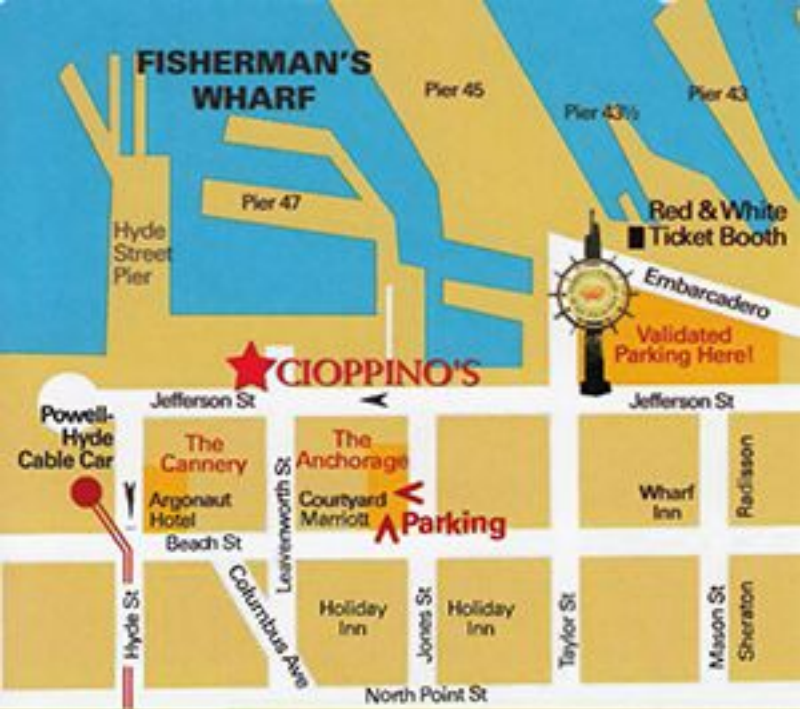 FISHERMAN'S
WHARF
Pier 45
Pier 43½
Pier 43
Pier 47
Hyde
Street
Pier
Red & White
Ticket Booth
Embarcadero
Validated
Parking Here!
CIOPPINO'S
Jefferson St
Jefferson St
Powell-
Hyde
Cable Car
The
Cannery
The
Anchorage
Argonaut
Hotel
Courtyard
Marriott
Parking
Wharf
Inn
Radisson
Leavenworth St
Beach St
Columbus Ave
Hyde St
Holiday
Inn
Jones St
Holiday
Inn
Taylor St
Mason St
Sheraton
North Point St